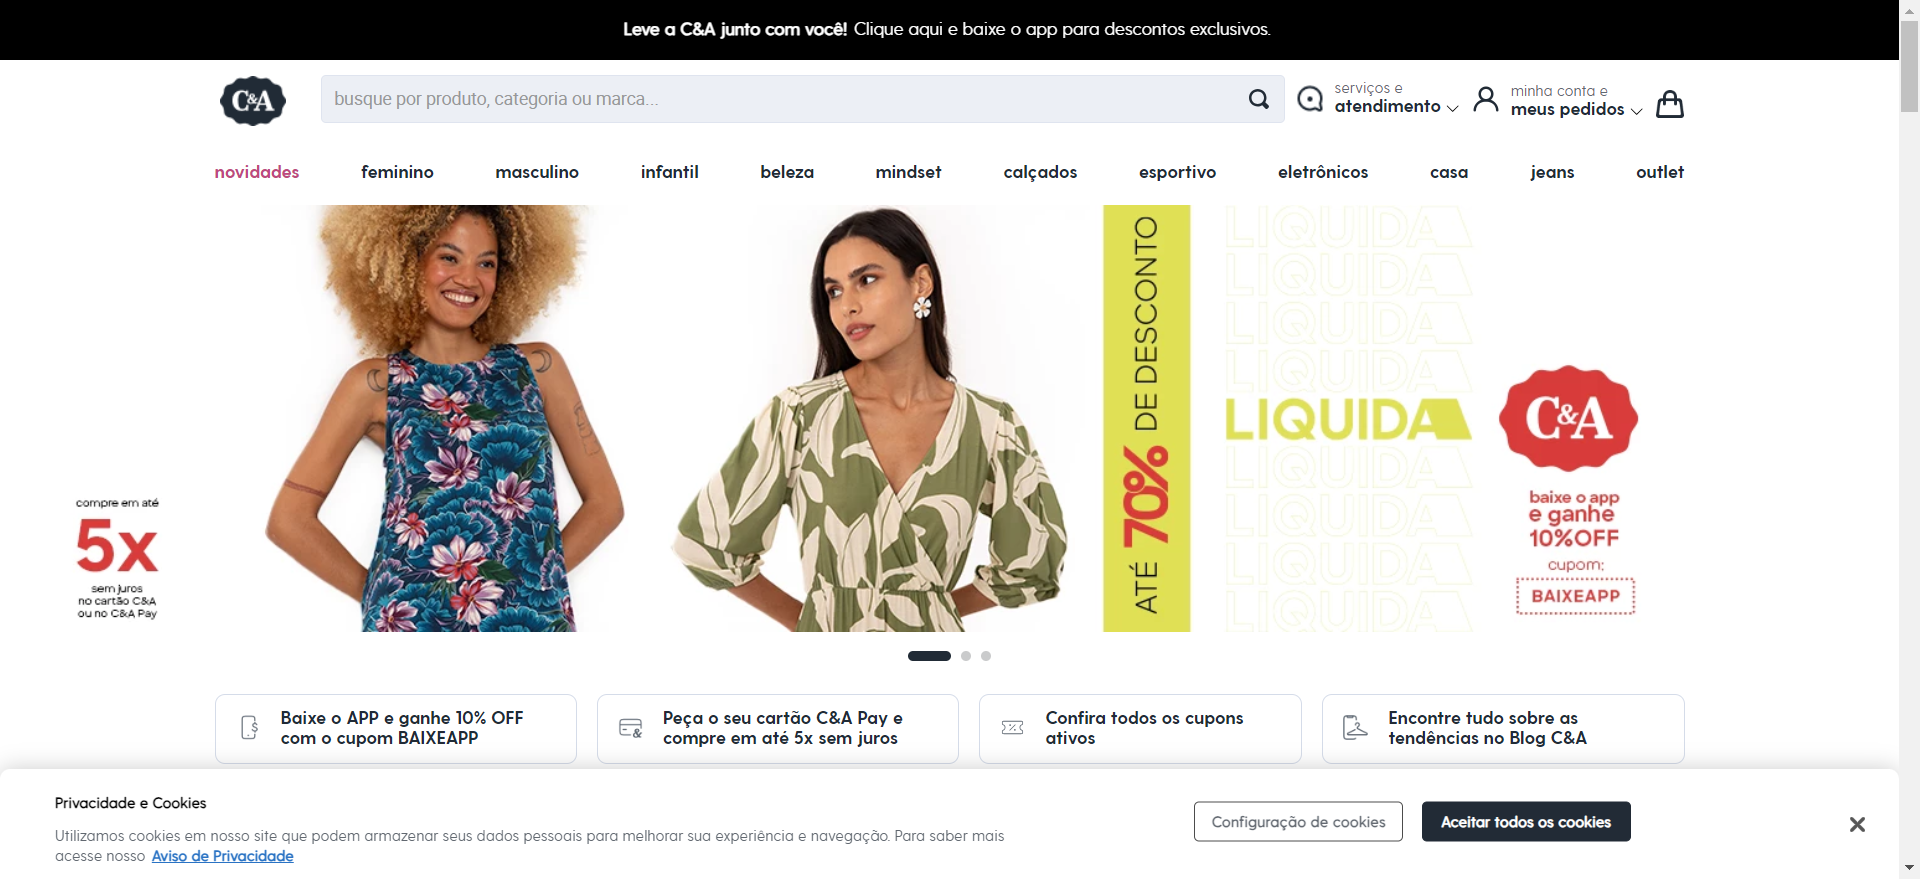 Leve a C&A junto com você! Clique aqui e baixe o app para descontos exclusivos.
C&A
busque por produto, categoria ou marca...
serviços e
atendimento
minha conta e
meus pedidos
novidades
feminino
masculino
infantil
beleza
mindset
calçados
esportivo
eletrônicos
casa
jeans
outlet
compre em até
5x
sem juros
no cartão C&A
ou no C&A Pay
ATÉ 70% DE DESCONTO
LIQUIDA
LIQUIDA
LIQUIDA
LIQUIDA
LIQUIDA
LIQUIDA
LIQUIDA
LIQUIDA
LIQUIDA
C&A
baixe o app
e ganhe
10%OFF
cupom:
BAIXEAPP
Baixe o APP e ganhe 10% OFF
com o cupom BAIXEAPP
Peça o seu cartão C&A Pay e
compre em até 5x sem juros
Confira todos os cupons
ativos
Encontre tudo sobre as
tendências no Blog C&A
Privacidade e Cookies
Utilizamos cookies em nosso site que podem armazenar seus dados pessoais para melhorar sua experiência e navegação. Para saber mais
acesse nosso Aviso de Privacidade
Configuração de cookies
Aceitar todos os cookies